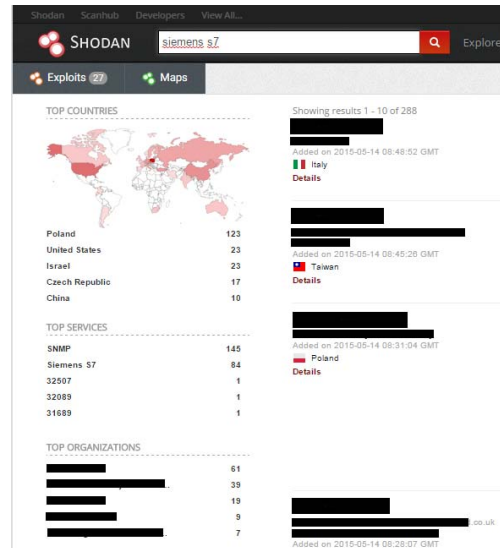 Shodan Scanhub Developers View All...
SHODAN siemens s7 Explore
Exploits 27 Maps
TOP COUNTRIES
Poland 123
United States 23
Israel 23
Czech Republic 17
China 10
TOP SERVICES
SNMP 145
Siemens S7 84
32507 1
32089 1
31689 1
TOP ORGANIZATIONS
61
39
19
9
7
Showing results 1 - 10 of 288
Added on 2015-05-14 08:48:52 GMT
Italy
Details
Added on 2015-05-14 08:45:26 GMT
Taiwan
Details
Added on 2015-05-14 08:31:04 GMT
Poland
Details
.co.uk
Added on 2015-05-14 08:28:07 GMT